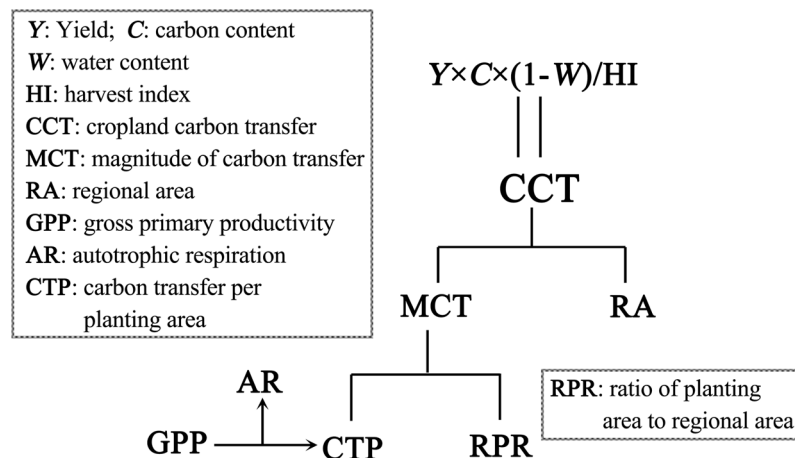 Y: Yield; C: carbon content
W: water content
HI: harvest index
CCT: cropland carbon transfer
MCT: magnitude of carbon transfer
RA: regional area
GPP: gross primary productivity
AR: autotrophic respiration
CTP: carbon transfer per
planting area
Y×C×(1-W)/HI
CCT
MCT
RA
AR
GPP
CTP
RPR
RPR: ratio of planting
area to regional area